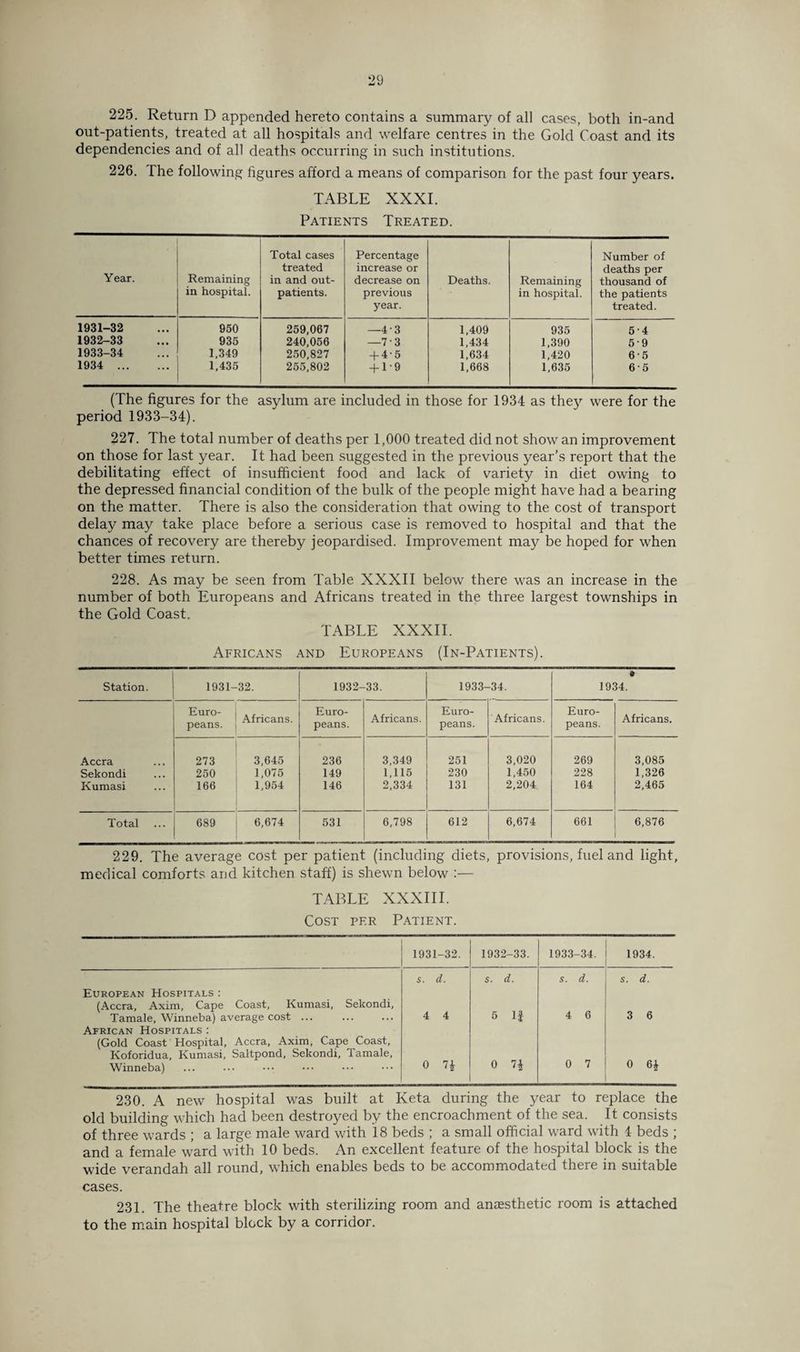 29
225. Return D appended hereto contains a summary of all cases, both in-and
out-patients, treated at all hospitals and welfare centres in the Gold Coast and its
dependencies and of all deaths occurring in such institutions.
226. The following figures afford a means of comparison for the past four years.
TABLE XXXI.
Patients Treated.
Year. | Remaining in hospital. | Total cases treated in and out-patients. | Percentage increase or decrease on previous year. | Deaths. | Remaining in hospital. | Number of deaths per thousand of the patients treated.
1931–32 ... 950 259,067 —4·3 1,409 935 5·4
1932–33 ... 935 240,056 —7·3 1,434 1,390 5·9
1933–34 ... 1,349 250,827 +4·5 1,634 1,420 6·5
1934 ... ... 1,435 255,802 +1·9 1,668 1,635 6·5
(The figures for the asylum are included in those for 1934 as they were for the
period 1933–34).
227. The total number of deaths per 1,000 treated did not show an improvement
on those for last year. It had been suggested in the previous year's report that the
debilitating effect of insufficient food and lack of variety in diet owing to
the depressed financial condition of the bulk of the people might have had a bearing
on the matter. There is also the consideration that owing to the cost of transport
delay may take place before a serious case is removed to hospital and that the
chances of recovery are thereby jeopardised. Improvement may be hoped for when
better times return.
228. As may be seen from Table XXXII below there was an increase in the
number of both Europeans and Africans treated in the three largest townships in
the Gold Coast.
TABLE XXXII.
Africans and Europeans (In-Patients).
Station. 1931–32. 1932–33. 1933–34. 1934.
Euro-peans. | Africans. | Euro-peans. | Africans. | Euro-peans. | Africans. | Euro-peans. | Africans.
Accra ... 273 3,645 236 3,349 251 3,020 269 3,085
Sekondi ... 250 1,075 149 1,115 230 1,450 228 1,326
Kumasi ... 166 1,954 146 2,334 131 2,204 164 2,465
Total ... 689 6,674 531 6,798 612 6,674 661 6,876
229. The average cost per patient (including diets, provisions, fuel and light,
medical comforts and kitchen staff) is shewn below :—
TABLE XXXIII.
Cost per Patient.
1931–32. 1932–33. 1933–34. 1934.
s. d. s. d. s. d. s. d.
European Hospitals :
(Accra, Axim, Cape Coast, Kumasi, Sekondi,
Tamale, Winneba) average cost ... ... ... 4 4 5 1¾ 4 6 3 6
African Hospitals :
(Gold Coast Hospital, Accra, Axim, Cape Coast,
Koforidua, Kumasi, Saltpond, Sekondi, Tamale,
Winneba) ... ... ... ... ... ... 0 7½ 0 7½ 0 7 0 6½
230. A new hospital was built at Keta during the year to replace the
old building which had been destroyed by the encroachment of the sea. It consists
of three wards ; a large male ward with 18 beds ; a small official ward with 4 beds ;
and a female ward with 10 beds. An excellent feature of the hospital block is the
wide verandah all round, which enables beds to be accommodated there in suitable
cases.
231. The theatre block with sterilizing room and anæsthetic room is attached
to the main hospital block by a corridor.